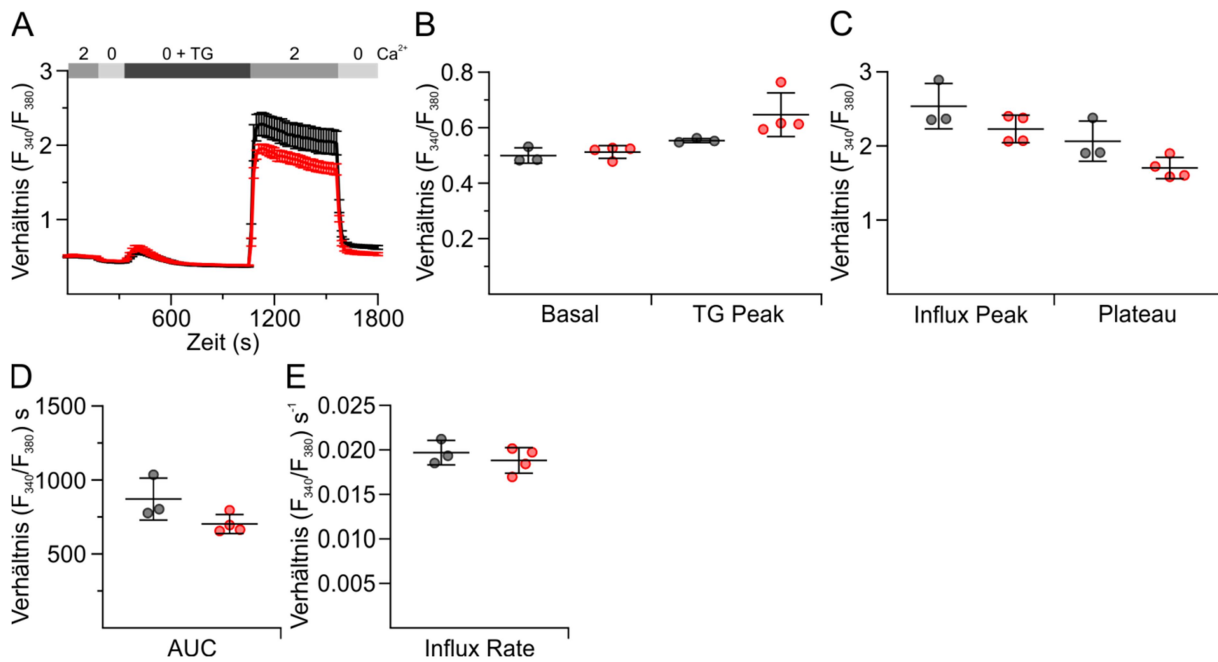 A
2 0 0 + TG 2 0 Ca²⁺
Verhältnis (F₃₄₀/F₃₈₀)
3
2
1
600 1200 1800
Zeit (s)
B
Verhältnis (F₃₄₀/F₃₈₀)
0.8
0.6
0.4
0.2
Basal TG Peak
C
Verhältnis (F₃₄₀/F₃₈₀)
3
2
1
Influx Peak Plateau
D
Verhältnis (F₃₄₀/F₃₈₀) s
1500
1000
500
AUC
E
Verhältnis (F₃₄₀/F₃₈₀) s⁻¹
0.025
0.020
0.015
0.010
0.005
Influx Rate